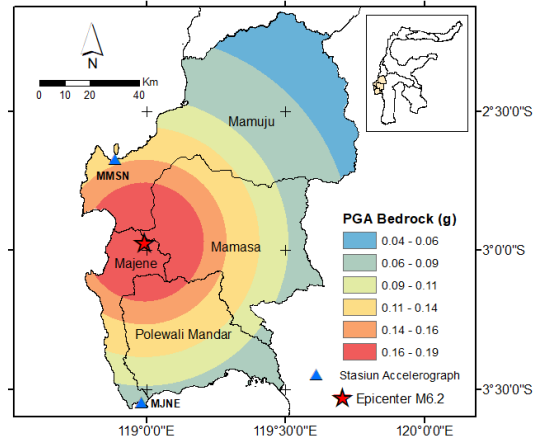 N
Km
0 10 20 40
Mamuju
2°30'0"S
MMSN
PGA Bedrock (g)
0.04 - 0.06
0.06 - 0.09
0.09 - 0.11
0.11 - 0.14
0.14 - 0.16
0.16 - 0.19
Mamasa
3°0'0"S
Majene
Polewali Mandar
Stasiun Accelerograph
Epicenter M6.2
MJNE
3°30'0"S
119°0'0"E 119°30'0"E 120°0'0"E